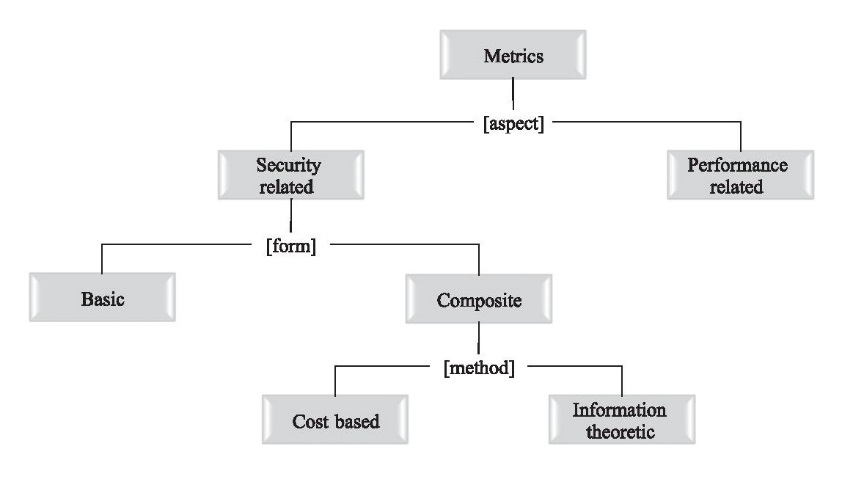 Metrics
[aspect]
Security
related
Performance
related
[form]
Basic
Composite
[method]
Cost based
Information
theoretic